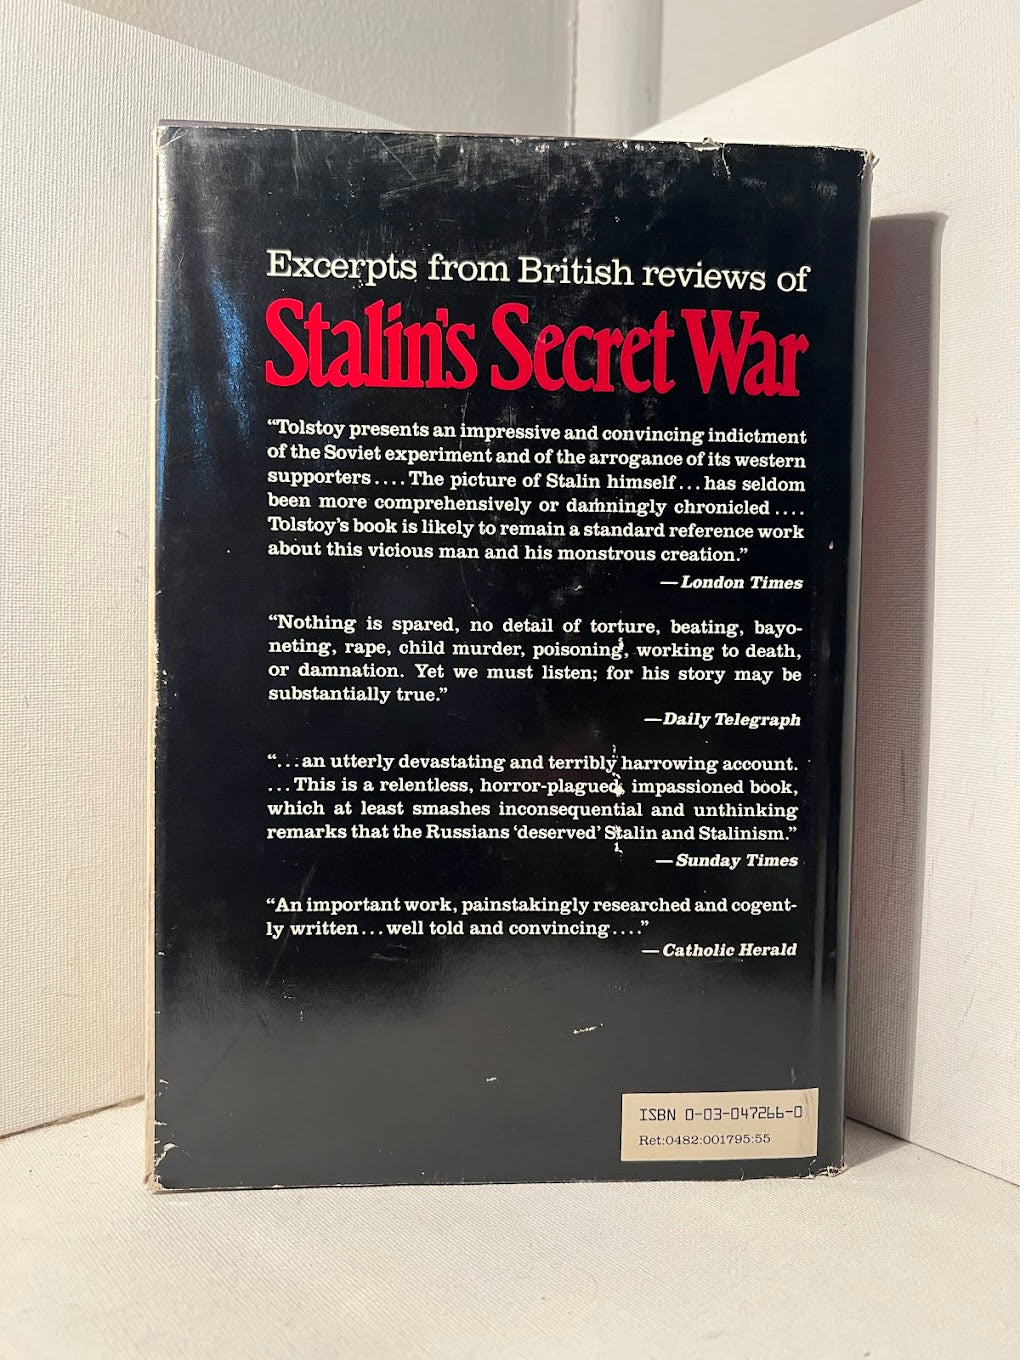 Excerpts from British reviews of
Stalin's Secret War
“Tolstoy presents an impressive and convincing indictment
of the Soviet experiment and of the arrogance of its western
supporters.... The picture of Stalin himself...has seldom
been more comprehensively or damningly chronicled....
Tolstoy's book is likely to remain a standard reference work
about this vicious man and his monstrous creation.”
—London Times
“Nothing is spared, no detail of torture, beating, bayo-
neting, rape, child murder, poisoning, working to death,
or damnation. Yet we must listen; for his story may be
substantially true.”
—Daily Telegraph
“...an utterly devastating and terribly harrowing account.
...This is a relentless, horror-plagued, impassioned book,
which at least smashes inconsequential and unthinking
remarks that the Russians ‘deserved’ Stalin and Stalinism.”
—Sunday Times
“An important work, painstakingly researched and cogent-
ly written...well told and convincing....”
—Catholic Herald
ISBN 0-03-047266-0
Ret:0482:001795:55